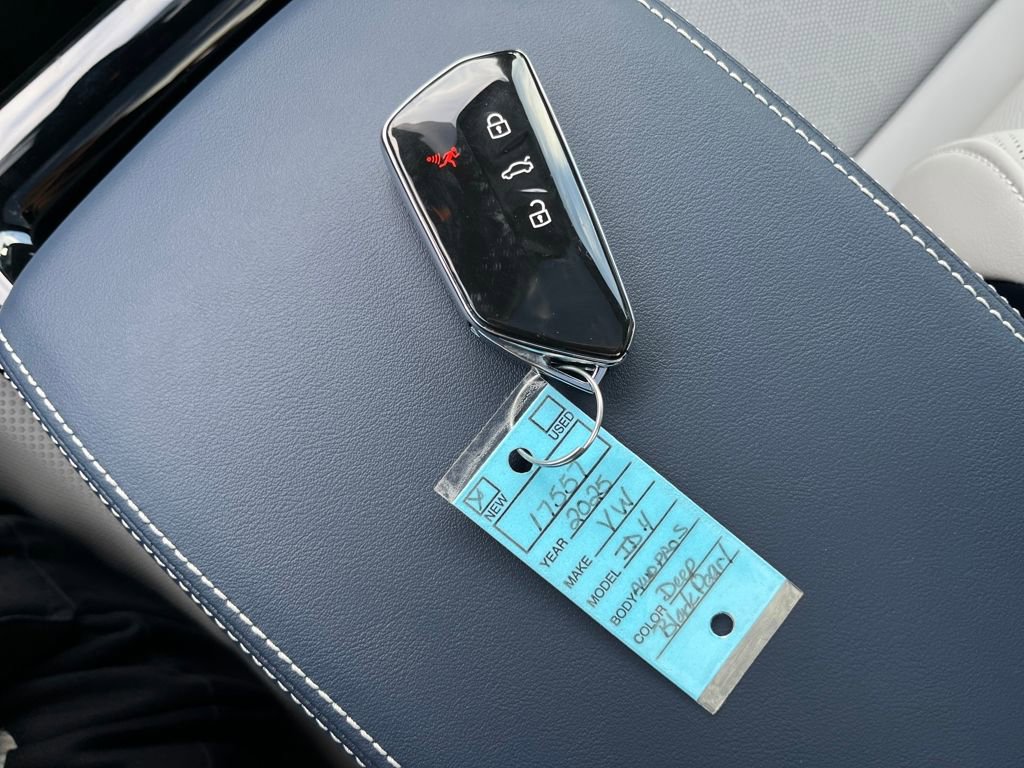 USED
NEW
17557
YEAR 2025
MAKE VW
MODEL ID.4
BODY AWD PRO S
COLOR Deep
Black Pearl